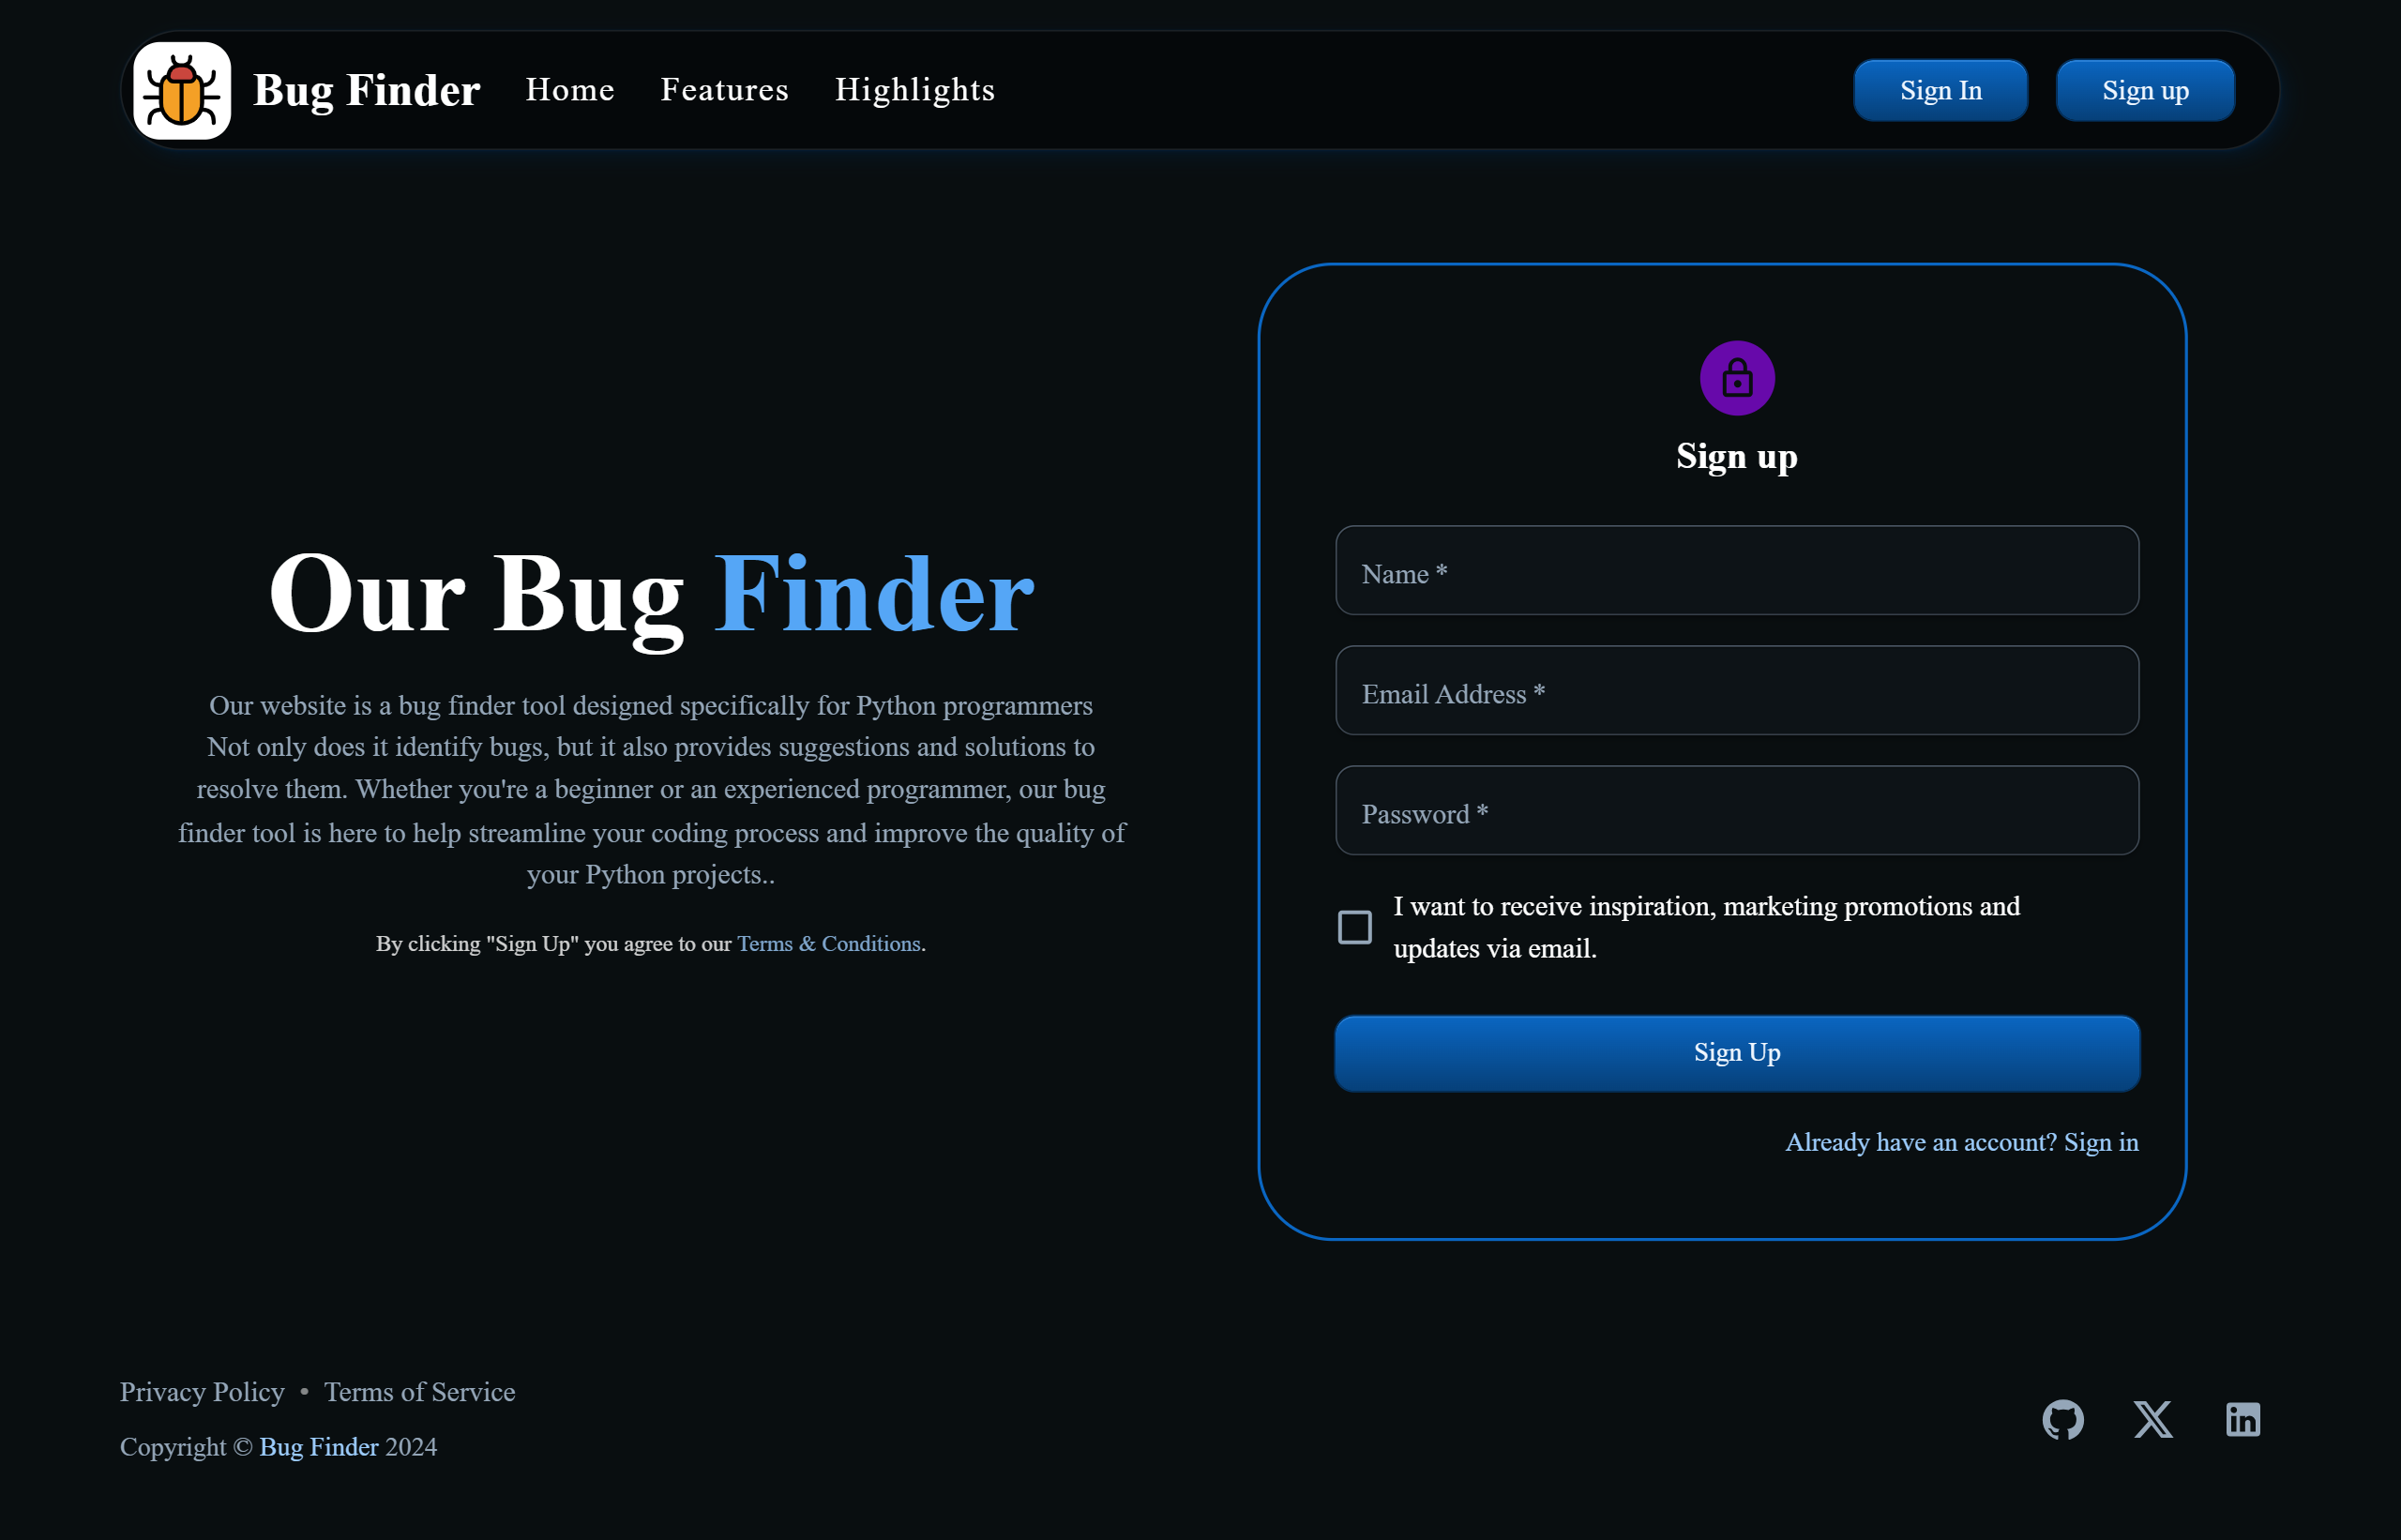 Bug Finder
Home
Features
Highlights
Sign In
Sign up
Our Bug Finder
Our website is a bug finder tool designed specifically for Python programmers
Not only does it identify bugs, but it also provides suggestions and solutions to
resolve them. Whether you're a beginner or an experienced programmer, our bug
finder tool is here to help streamline your coding process and improve the quality of
your Python projects..
By clicking "Sign Up" you agree to our Terms & Conditions.
Sign up
Name *
Email Address *
Password *
I want to receive inspiration, marketing promotions and
updates via email.
Sign Up
Already have an account? Sign in
Privacy Policy • Terms of Service
Copyright © Bug Finder 2024